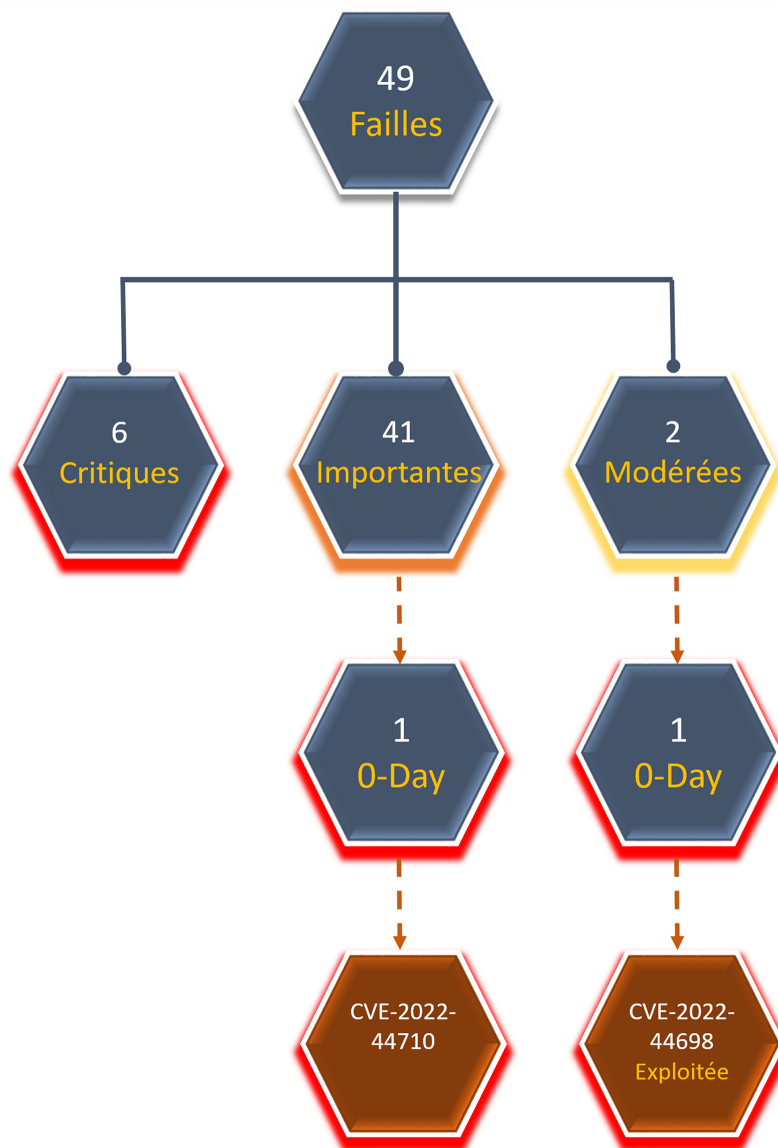 49
Failles
6
Critiques
41
Importantes
2
Modérées
1
0-Day
1
0-Day
CVE-2022-
44710
CVE-2022-
44698
Exploitée